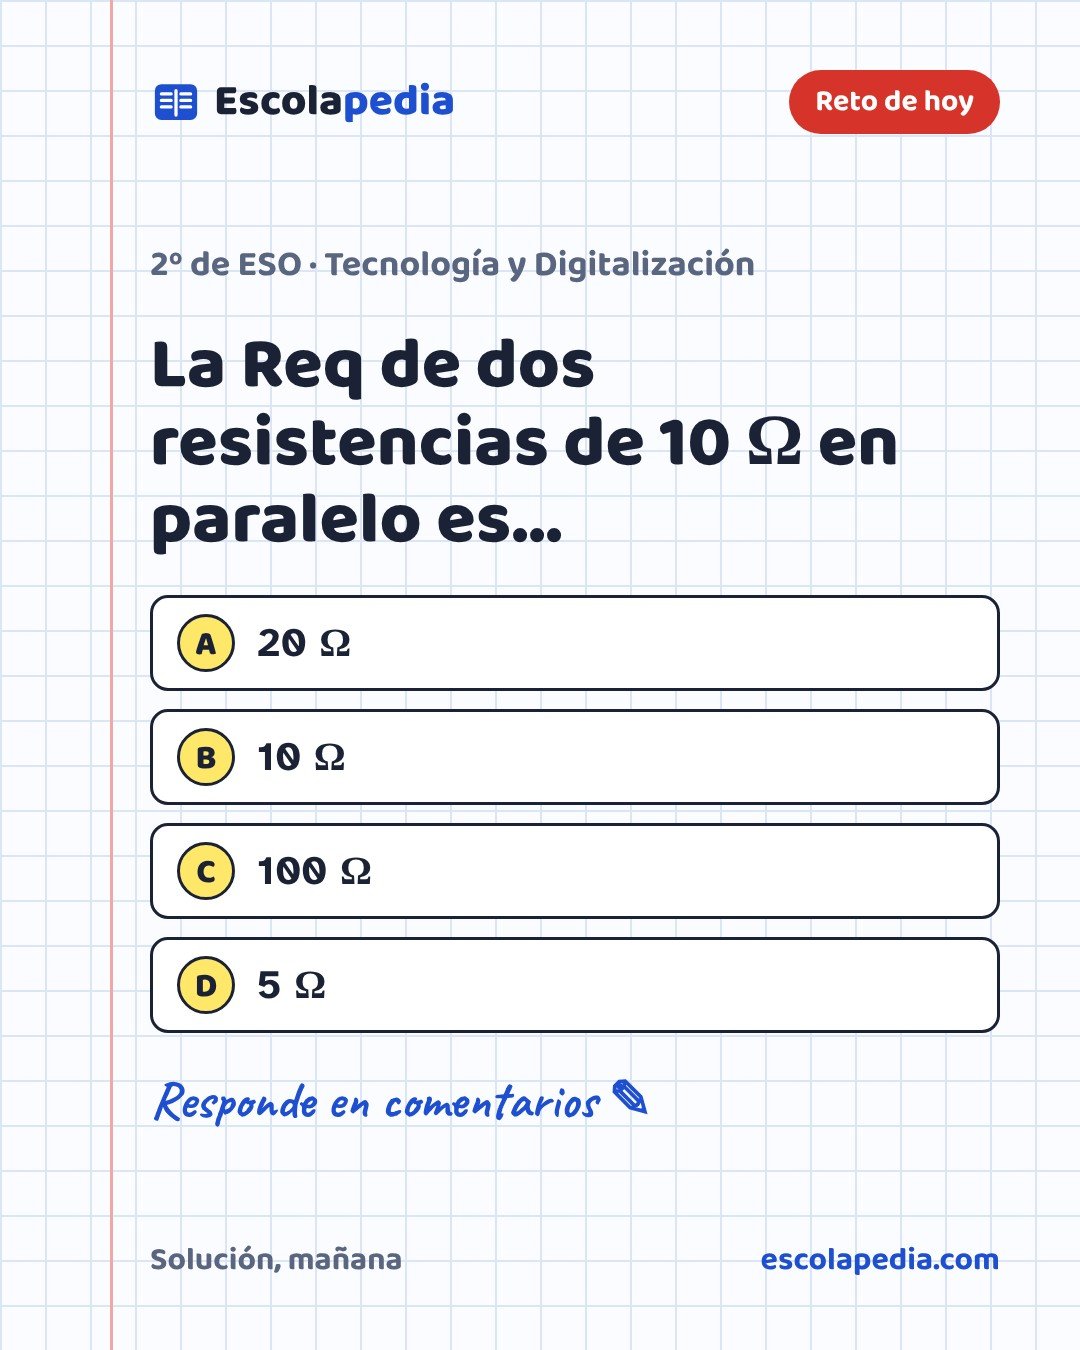 Escolapedia
Reto de hoy
2º de ESO · Tecnología y Digitalización
La Req de dos
resistencias de 10 Ω en
paralelo es...
A 20 Ω
B 10 Ω
C 100 Ω
D 5 Ω
Responde en comentarios ✎
Solución, mañana
escolapedia.com